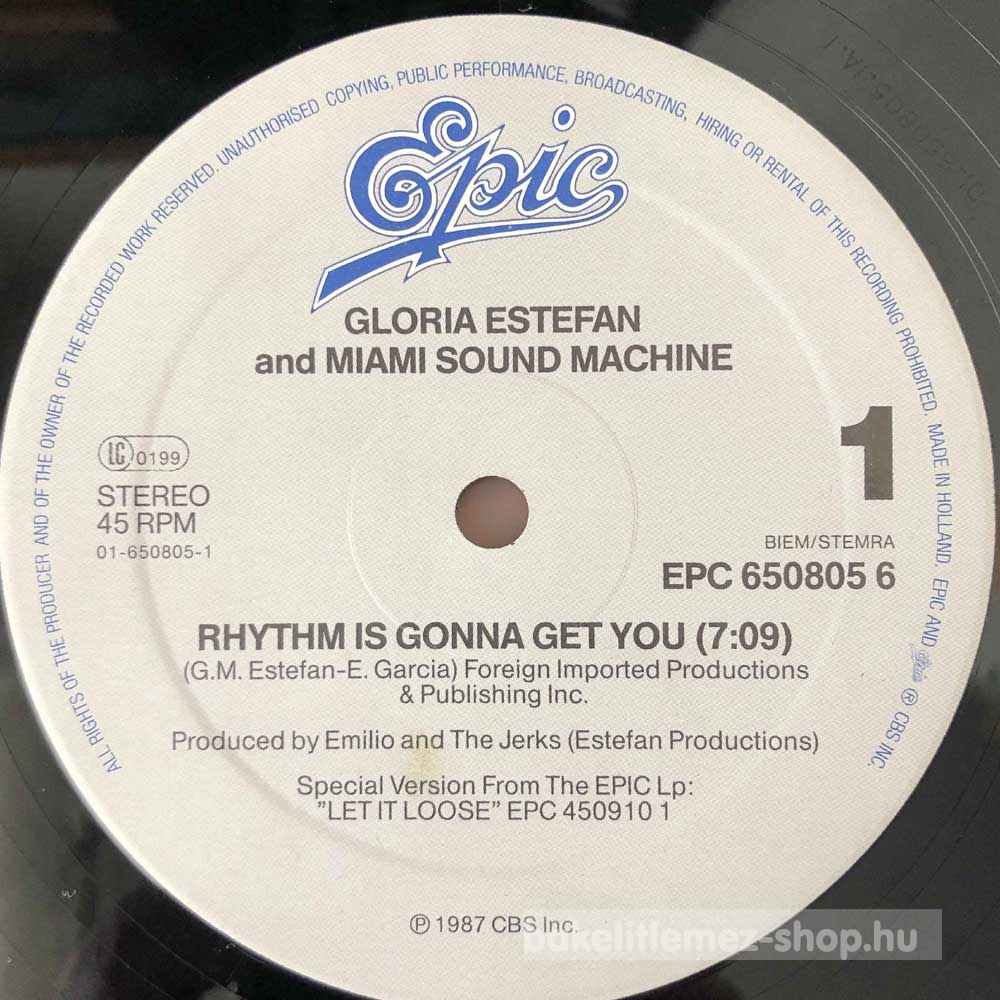 ALL RIGHTS OF THE PRODUCER AND OF THE OWNER OF THE RECORDED WORK RESERVED. UNAUTHORISED COPYING, PUBLIC PERFORMANCE, BROADCASTING, HIRING OR RENTAL OF THIS RECORDING PROHIBITED. MADE IN HOLLAND. EPIC AND Epic ® CBS INC.
Epic
GLORIA ESTEFAN
and MIAMI SOUND MACHINE
1
LC 0199
STEREO
45 RPM
01-650805-1
BIEM/STEMRA
EPC 650805 6
RHYTHM IS GONNA GET YOU (7:09)
(G.M. Estefan-E. Garcia) Foreign Imported Productions
& Publishing Inc.
Produced by Emilio and The Jerks (Estefan Productions)
Special Version From The EPIC Lp:
”LET IT LOOSE” EPC 450910 1
℗ 1987 CBS Inc.
bakelitlemez-shop.hu